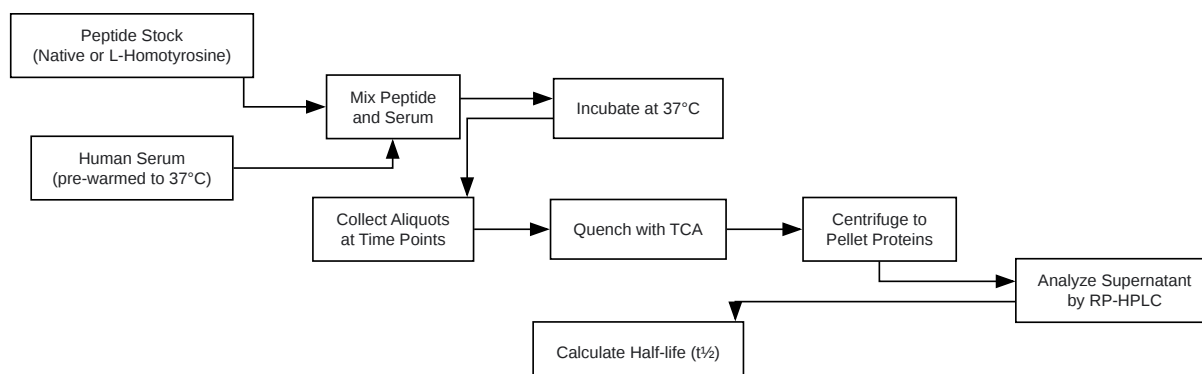 Peptide Stock
(Native or L-Homotyrosine)
Mix Peptide
and Serum
Incubate at 37°C
Human Serum
(pre-warmed to 37°C)
Collect Aliquots
at Time Points
Quench with TCA
Centrifuge to
Pellet Proteins
Analyze Supernatant
by RP-HPLC
Calculate Half-life (t½)